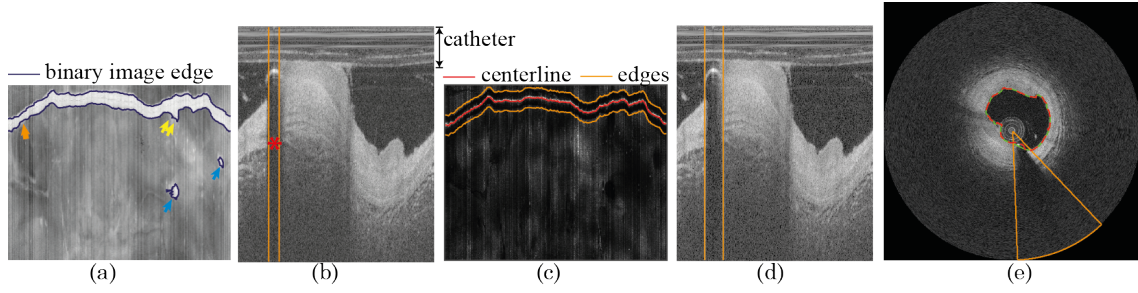 binary image edge
catheter
centerline edges
(a) (b) (c) (d) (e)